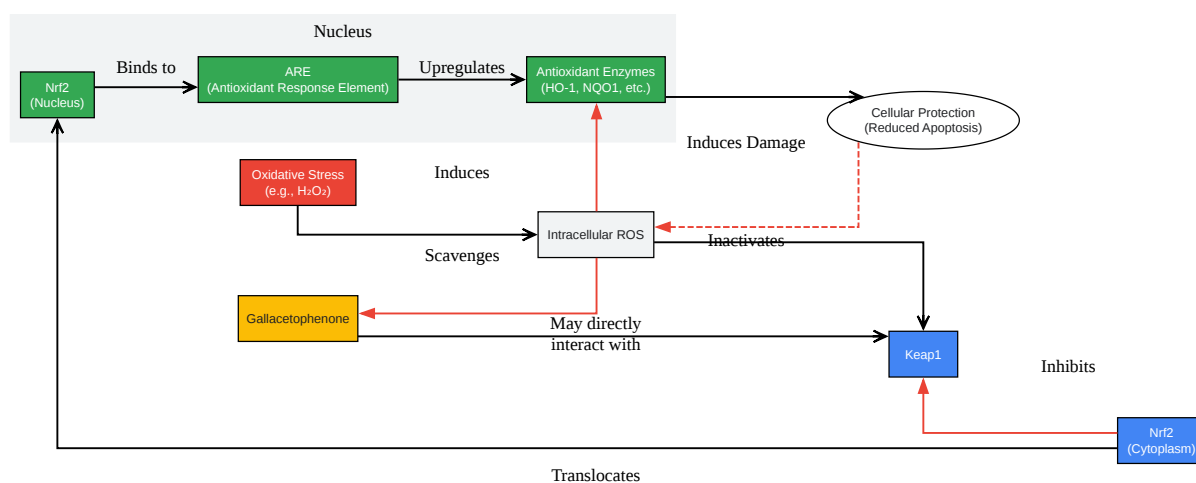 Nucleus
Binds to
Upregulates
Nrf2
(Nucleus)
ARE
(Antioxidant Response Element)
Antioxidant Enzymes
(HO-1, NQO1, etc.)
Cellular Protection
(Reduced Apoptosis)
Induces Damage
Oxidative Stress
(e.g., H₂O₂)
Induces
Intracellular ROS
Inactivates
Scavenges
Gallacetophenone
May directly
interact with
Keap1
Inhibits
Nrf2
(Cytoplasm)
Translocates